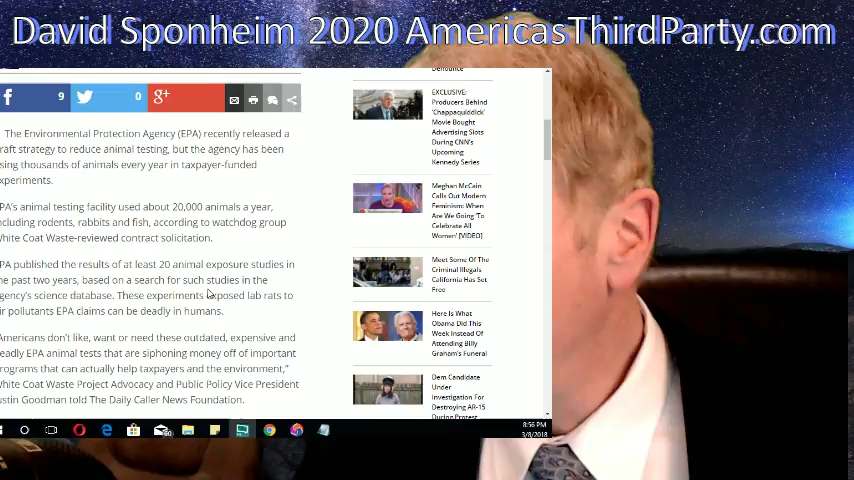 David Sponheim 2020 AmericasThirdParty.com
9
0
g+
The Environmental Protection Agency (EPA) recently released a
raft strategy to reduce animal testing, but the agency has been
sing thousands of animals every year in taxpayer-funded
xperiments.
PA's animal testing facility used about 20,000 animals a year,
ncluding rodents, rabbits and fish, according to watchdog group
hite Coat Waste-reviewed contract solicitation.
PA published the results of at least 20 animal exposure studies in
he past two years, based on a search for such studies in the
gency's science database. These experiments exposed lab rats to
ir pollutants EPA claims can be deadly in humans.
Americans don't like, want or need these outdated, expensive and
eadly EPA animal tests that are siphoning money off of important
rograms that can actually help taxpayers and the environment,"
White Coat Waste Project Advocacy and Public Policy Vice President
ustin Goodman told The Daily Caller News Foundation.
Denounce
EXCLUSIVE:
Producers Behind
'Chappaquiddick'
Movie Bought
Advertising Slots
During CNN's
Upcoming
Kennedy Series
Meghan McCain
Calls Out Modern
Feminism: When
Are We Going 'To
Celebrate All
Women' [VIDEO]
Meet Some Of The
Criminal Illegals
California Has Set
Free
Here Is What
Obama Did This
Week Instead Of
Attending Billy
Graham's Funeral
Dem Candidate
Under
Investigation For
Destroying AR-15
During Protest
8:56 PM
3/8/2018